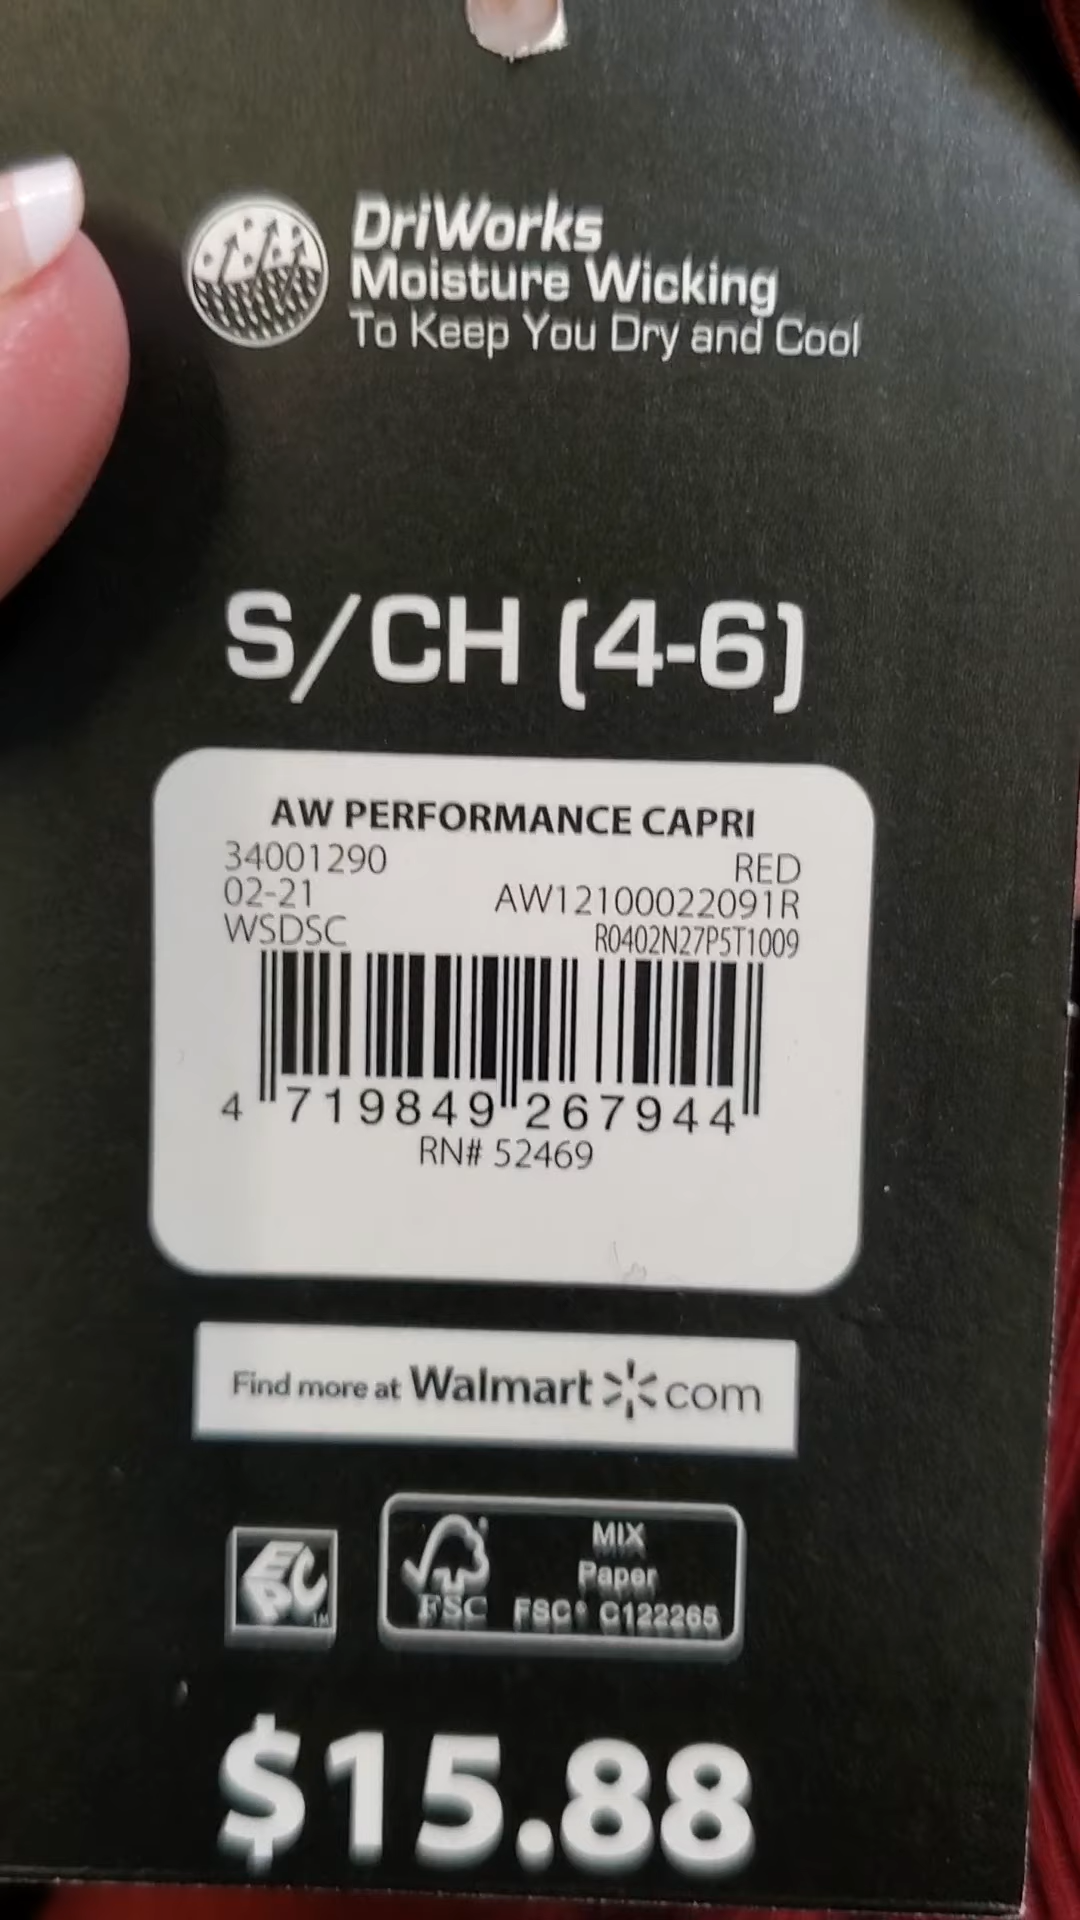 DriWorks
Moisture Wicking
To Keep You Dry and Cool
S/CH (4-6)
AW PERFORMANCE CAPRI
34001290 RED
02-21 AW12100022091R
WSDSC R0402N27P5T1009
4 719849 267944
RN# 52469
Find more at Walmart com
EPC TM
FSC
MIX
Paper
FSC® C122265
$15.88